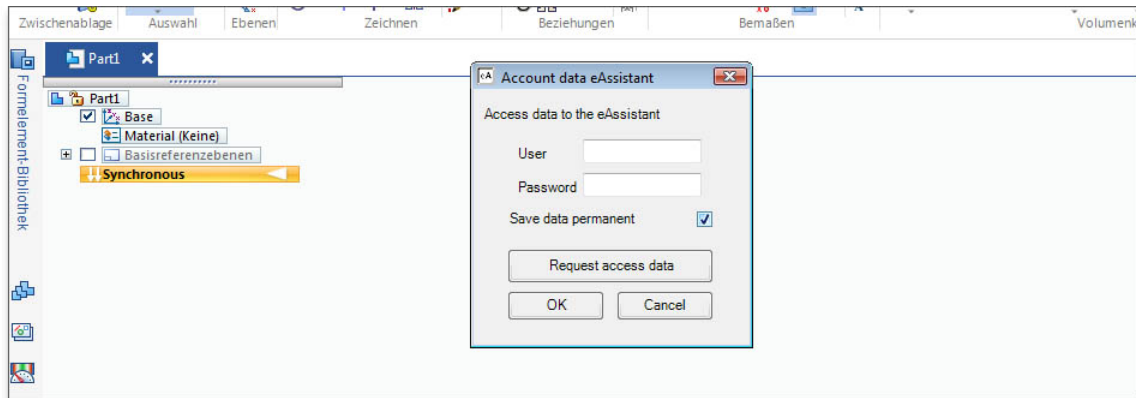 Zwischenablage Auswahl Ebenen Zeichnen Beziehungen Bemaßen Volumenk
Part1
Formelement-Bibliothek
Part1
Base
Material (Keine)
Basisreferenzebenen
Synchronous
Account data eAssistant
Access data to the eAssistant
User
Password
Save data permanent
Request access data
OK Cancel